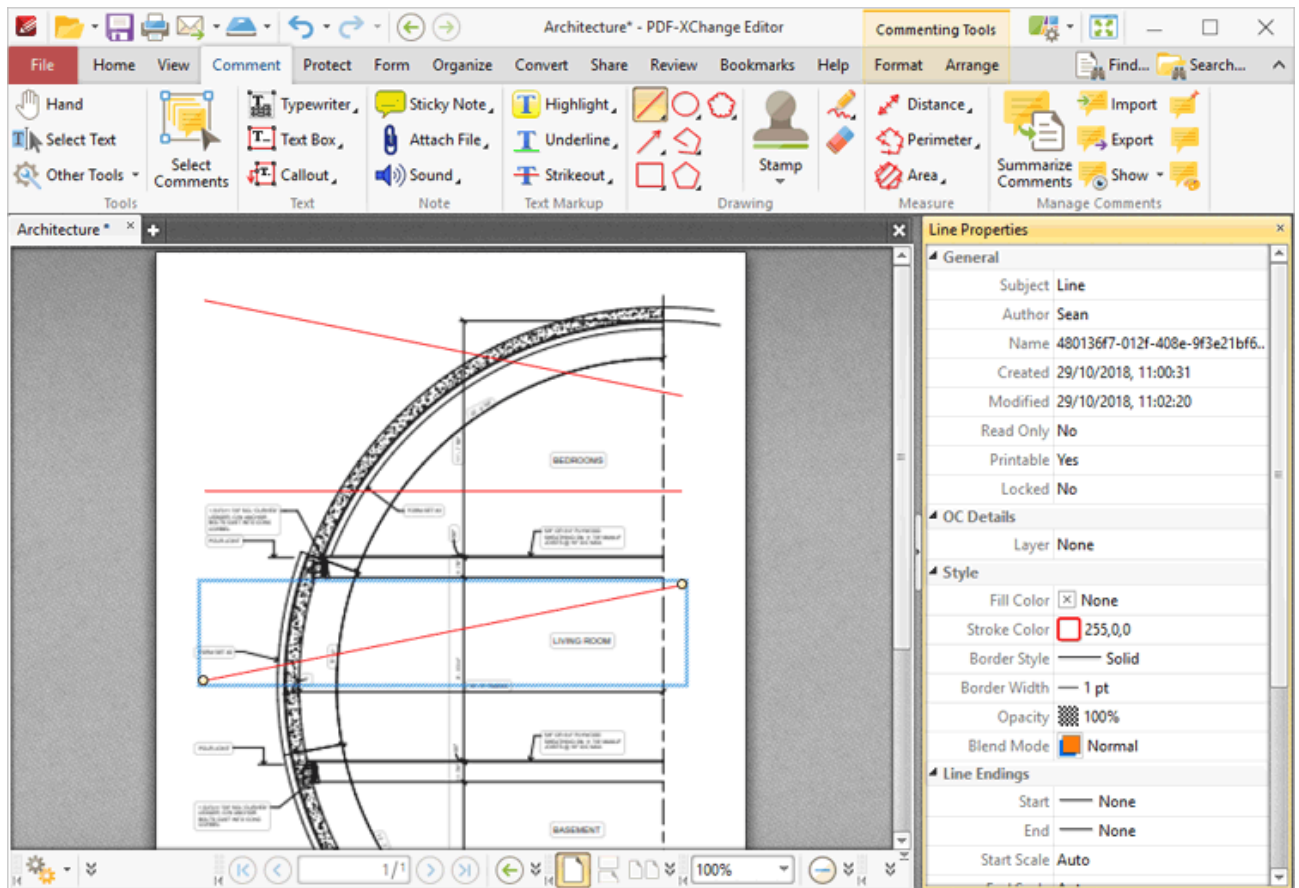 Architecture* - PDF-XChange Editor
Commenting Tools
File Home View Comment Protect Form Organize Convert Share Review Bookmarks Help Format Arrange Find... Search...
Hand
Select Text
Other Tools
Select
Comments
Tools
Typewriter
Text Box
Callout
Text
Sticky Note
Attach File
Sound
Note
Highlight
Underline
Strikeout
Text Markup
Stamp
Drawing
Distance
Perimeter
Area
Measure
Summarize
Comments
Import
Export
Show
Manage Comments
Architecture *
BEDROOMS
LIVING ROOM
BASEMENT
Line Properties
General
Subject Line
Author Sean
Name 480136f7-012f-408e-9f3e21bf6..
Created 29/10/2018, 11:00:31
Modified 29/10/2018, 11:02:20
Read Only No
Printable Yes
Locked No
OC Details
Layer None
Style
Fill Color None
Stroke Color 255,0,0
Border Style Solid
Border Width 1 pt
Opacity 100%
Blend Mode Normal
Line Endings
Start None
End None
Start Scale Auto
1/1
100%